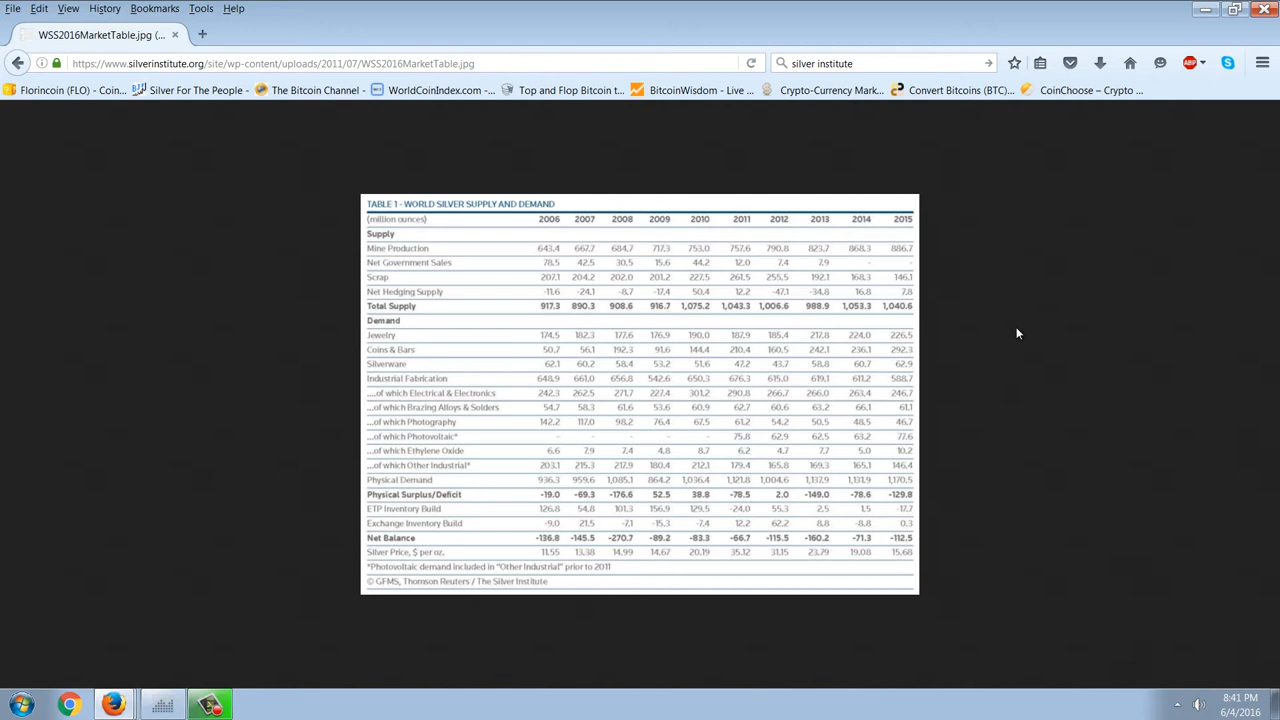 File Edit View History Bookmarks Tools Help
WSS2016MarketTable.jpg (...
https://www.silverinstitute.org/site/wp-content/uploads/2011/07/WSS2016MarketTable.jpg
silver institute
ABP
Florincoin (FLO) - Coin... Silver For The People - ... The Bitcoin Channel - WorldCoinIndex.com -... Top and Flop Bitcoin t... BitcoinWisdom - Live ... Crypto-Currency Mark... Convert Bitcoins (BTC)... CoinChoose – Crypto ...
TABLE 1 - WORLD SILVER SUPPLY AND DEMAND
(million ounces) 2006 2007 2008 2009 2010 2011 2012 2013 2014 2015
Supply
Mine Production 643.4 667.7 684.7 717.3 753.0 757.6 790.8 823.7 868.3 886.7
Net Government Sales 78.5 42.5 30.5 15.6 44.2 12.0 7.4 7.9 - -
Scrap 207.1 204.2 202.0 201.2 227.5 261.5 255.5 192.1 168.3 146.1
Net Hedging Supply -11.6 -24.1 -8.7 -17.4 50.4 12.2 -47.1 -34.8 16.8 7.8
Total Supply 917.3 890.3 908.6 916.7 1,075.2 1,043.3 1,006.6 988.9 1,053.3 1,040.6
Demand
Jewelry 174.5 182.3 177.6 176.9 190.0 187.9 185.4 217.8 224.0 226.5
Coins & Bars 50.7 56.1 192.3 91.6 144.4 210.4 160.5 242.1 236.1 292.3
Silverware 62.1 60.2 58.4 53.2 51.6 47.2 43.7 58.8 60.7 62.9
Industrial Fabrication 648.9 661.0 656.8 542.6 650.3 676.3 615.0 619.1 611.2 588.7
....of which Electrical & Electronics 242.3 262.5 271.7 227.4 301.2 290.8 266.7 266.0 263.4 246.7
...of which Brazing Alloys & Solders 54.7 58.3 61.6 53.6 60.9 62.7 60.6 63.2 66.1 61.1
...of which Photography 142.2 117.0 98.2 76.4 67.5 61.2 54.2 50.5 48.5 46.7
...of which Photovoltaic* - - - - - 75.8 62.9 62.5 63.2 77.6
...of which Ethylene Oxide 6.6 7.9 7.4 4.8 8.7 6.2 4.7 7.7 5.0 10.2
...of which Other Industrial* 203.1 215.3 217.9 180.4 212.1 179.4 165.8 169.3 165.1 146.4
Physical Demand 936.3 959.6 1,085.1 864.2 1,036.4 1,121.8 1,004.6 1,137.9 1,131.9 1,170.5
Physical Surplus/Deficit -19.0 -69.3 -176.6 52.5 38.8 -78.5 2.0 -149.0 -78.6 -129.8
ETP Inventory Build 126.8 54.8 101.3 156.9 129.5 -24.0 55.3 2.5 1.5 -17.7
Exchange Inventory Build -9.0 21.5 -7.1 -15.3 -7.4 12.2 62.2 8.8 -8.8 0.3
Net Balance -136.8 -145.5 -270.7 -89.2 -83.3 -66.7 -115.5 -160.2 -71.3 -112.5
Silver Price, $ per oz. 11.55 13.38 14.99 14.67 20.19 35.12 31.15 23.79 19.08 15.68
*Photovoltaic demand included in "Other Industrial" prior to 2011
© GFMS, Thomson Reuters / The Silver Institute
8:41 PM
6/4/2016